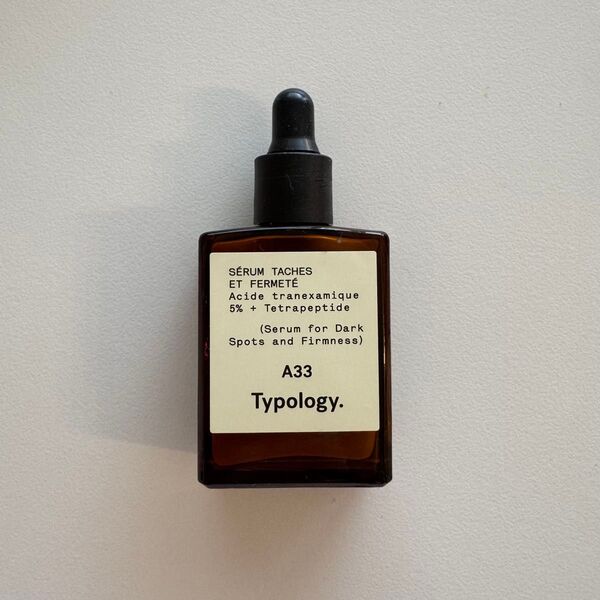 SÉRUM TACHES
ET FERMETÉ
Acide tranexamique
5% + Tetrapeptide
(Serum for Dark
Spots and Firmness)
A33
Typology.